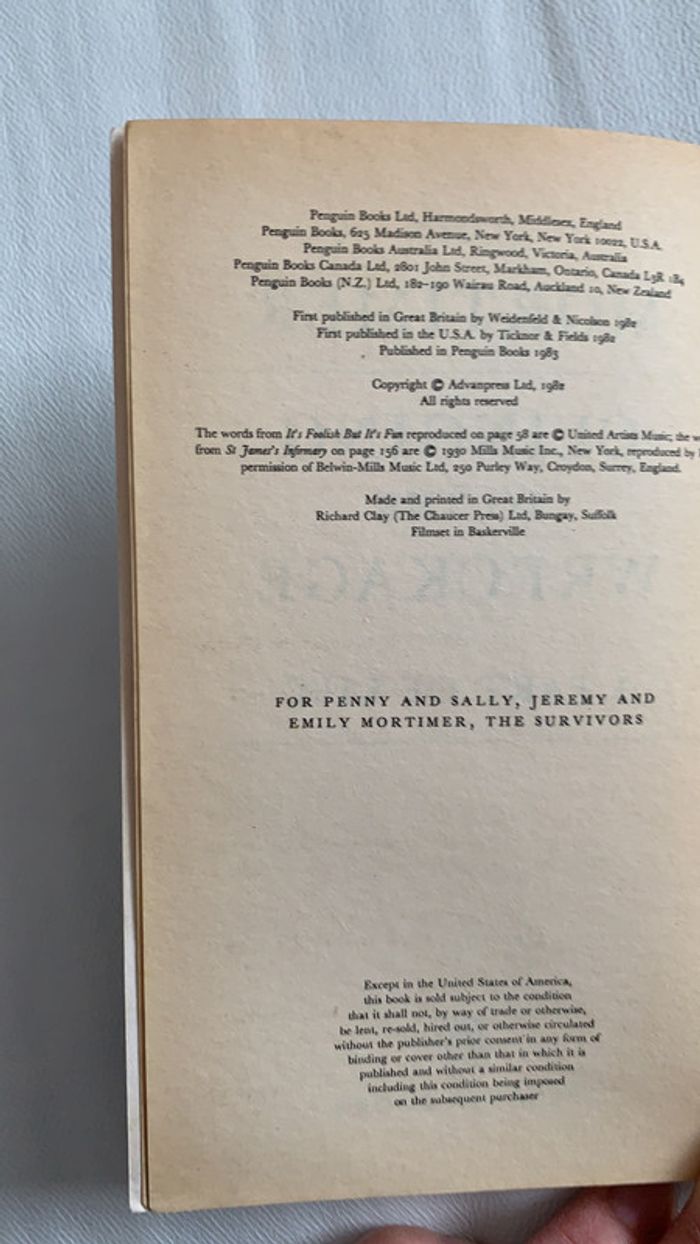 Penguin Books Ltd, Harmondsworth, Middlesex, England
Penguin Books, 625 Madison Avenue, New York, New York 10022, U.S.A.
Penguin Books Australia Ltd, Ringwood, Victoria, Australia
Penguin Books Canada Ltd, 2801 John Street, Markham, Ontario, Canada L3R 1B4
Penguin Books (N.Z.) Ltd, 182–190 Wairau Road, Auckland 10, New Zealand
First published in Great Britain by Weidenfeld & Nicolson 1982
First published in the U.S.A. by Ticknor & Fields 1982
Published in Penguin Books 1983
Copyright © Advanpress Ltd, 1982
All rights reserved
The words from It's Foolish But It's Fun reproduced on page 58 are © United Artists Music; the
from St James's Infirmary on page 156 are © 1930 Mills Music Inc., New York, reproduced by
permission of Belwin-Mills Music Ltd, 250 Purley Way, Croydon, Surrey, England.
Made and printed in Great Britain by
Richard Clay (The Chaucer Press) Ltd, Bungay, Suffolk
Filmset in Baskerville
WRECKAGE
FOR PENNY AND SALLY, JEREMY AND
EMILY MORTIMER, THE SURVIVORS
Except in the United States of America,
this book is sold subject to the condition
that it shall not, by way of trade or otherwise,
be lent, re-sold, hired out, or otherwise circulated
without the publisher's prior consent in any form of
binding or cover other than that in which it is
published and without a similar condition
including this condition being imposed
on the subsequent purchaser